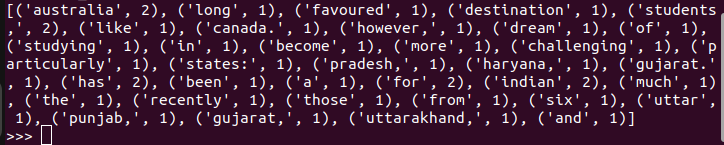 [('australia', 2), ('long', 1), ('favoured', 1), ('destination', 1), ('students
,', 2), ('like', 1), ('canada.', 1), ('however,', 1), ('dream', 1), ('of', 1),
('studying', 1), ('in', 1), ('become', 1), ('more', 1), ('challenging', 1), ('p
articularly', 1), ('states:', 1), ('pradesh,', 1), ('haryana,', 1), ('gujarat.'
, 1), ('has', 2), ('been', 1), ('a', 1), ('for', 2), ('indian', 2), ('much', 1)
, ('the', 1), ('recently', 1), ('those', 1), ('from', 1), ('six', 1), ('uttar',
 1), ('punjab,', 1), ('gujarat,', 1), ('uttarakhand,', 1), ('and', 1)]
>>>